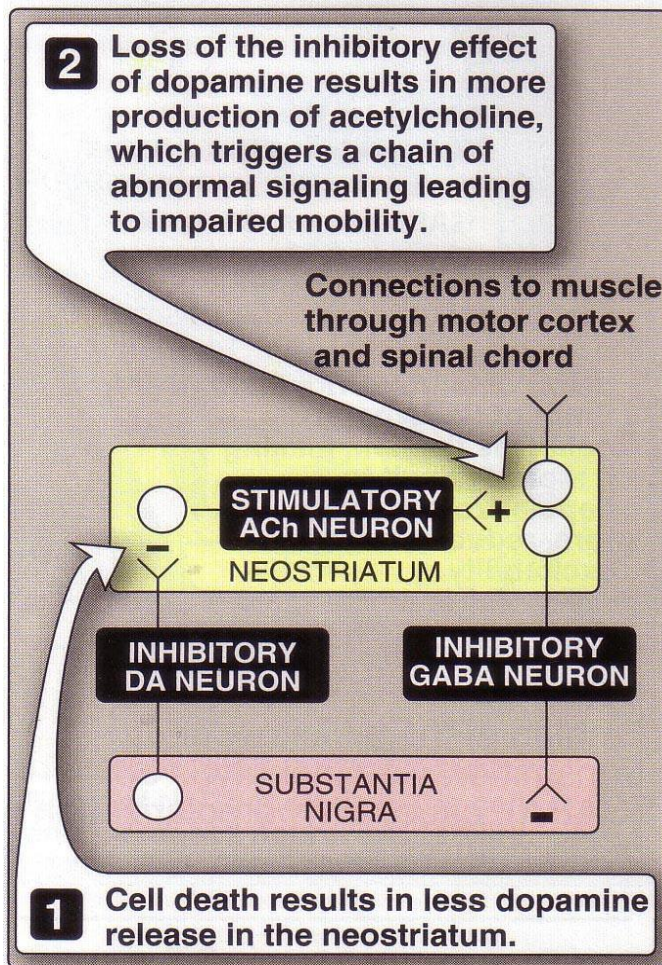 2 Loss of the inhibitory effect
of dopamine results in more
production of acetylcholine,
which triggers a chain of
abnormal signaling leading
to impaired mobility.
Connections to muscle
through motor cortex
and spinal chord
STIMULATORY
ACh NEURON
+
-
NEOSTRIATUM
INHIBITORY
DA NEURON
INHIBITORY
GABA NEURON
SUBSTANTIA
NIGRA
-
1 Cell death results in less dopamine
release in the neostriatum.